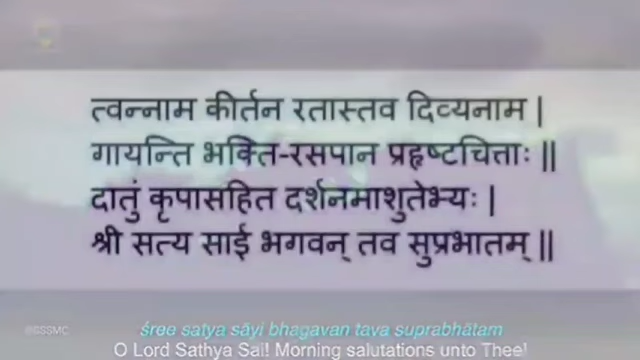 त्वन्नाम कीर्तन रतास्तव दिव्यनाम |
गायन्ति भक्ति-रसपान प्रहृष्टचित्ताः ||
दातुं कृपासहित दर्शनमाशुतेभ्यः |
श्री सत्य साई भगवन् तव सुप्रभातम् ||
@SSSMC
śree satya sāyi bhagavan tava suprabhātam
O Lord Sathya Sai! Morning salutations unto Thee!